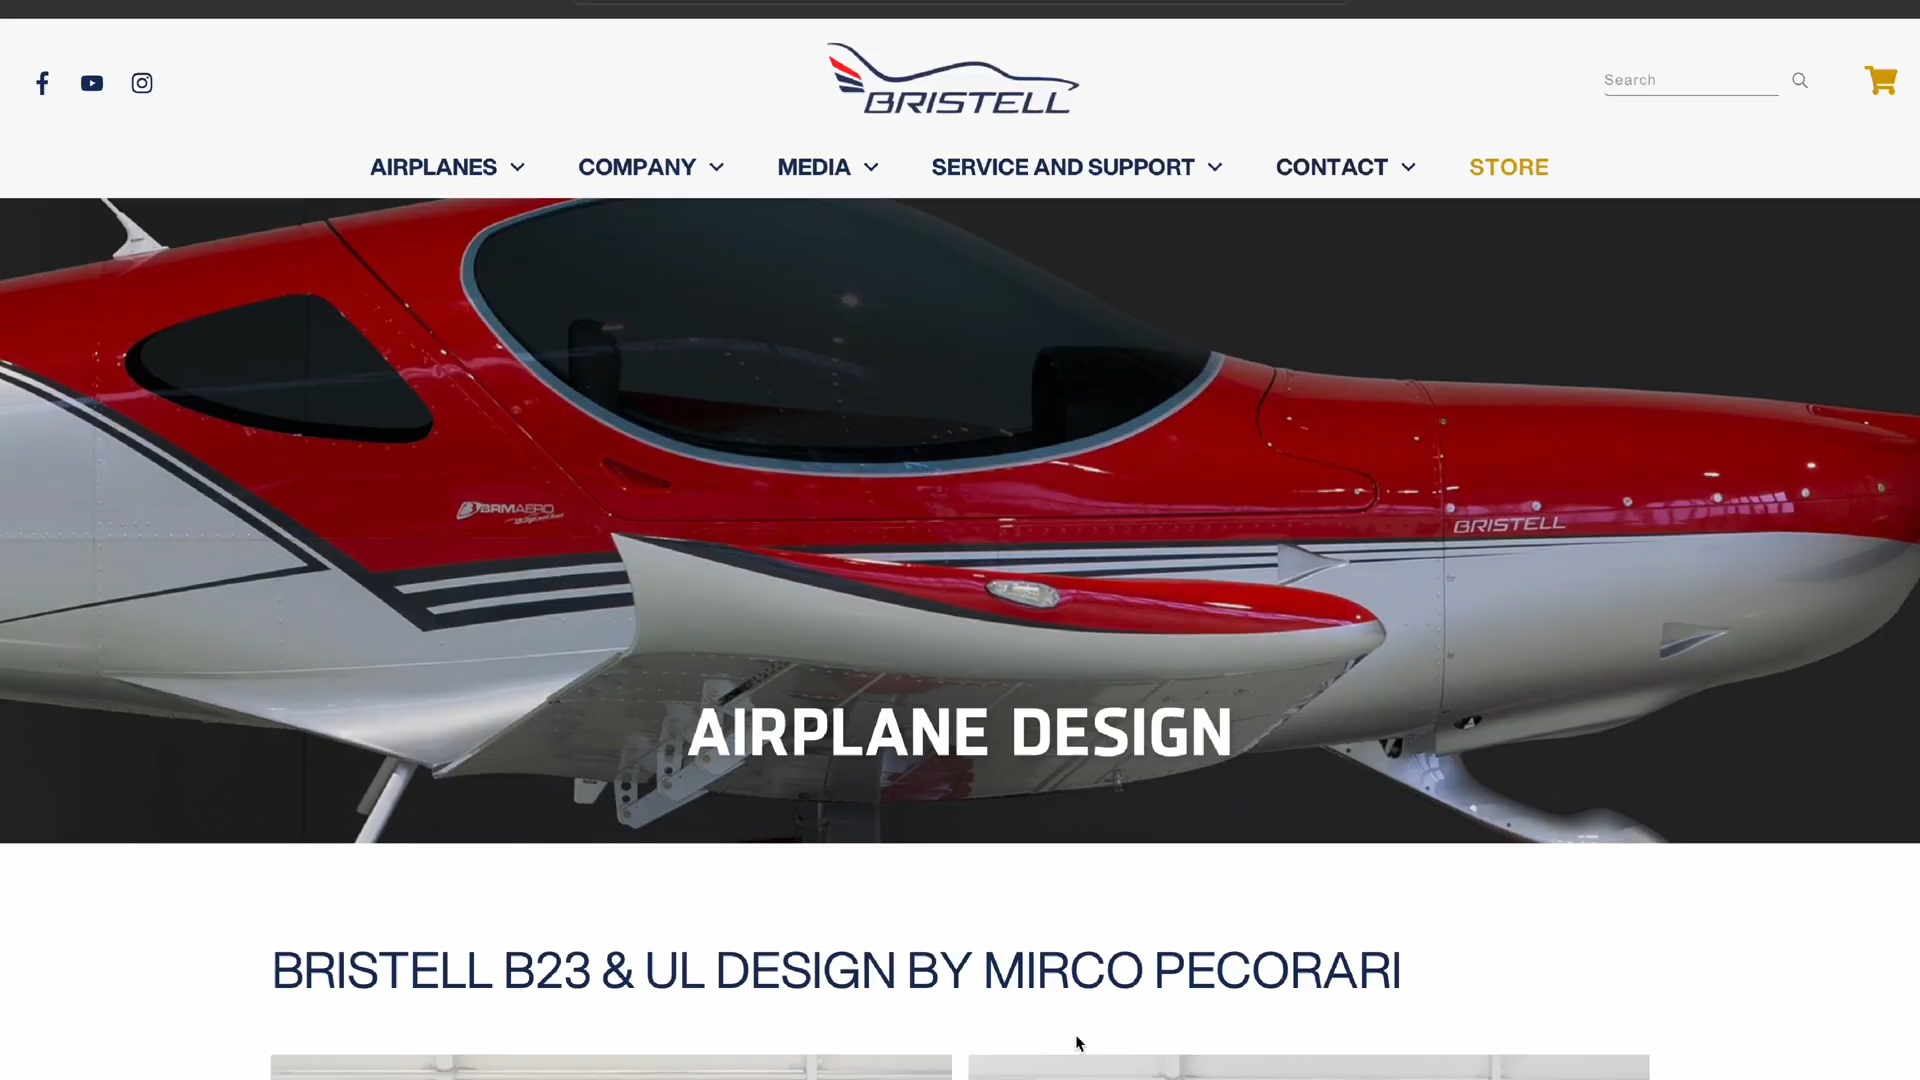 BRISTELL
Search
AIRPLANES
COMPANY
MEDIA
SERVICE AND SUPPORT
CONTACT
STORE
BRMAERO
BRISTELL
AIRPLANE DESIGN
BRISTELL B23 & UL DESIGN BY MIRCO PECORARI